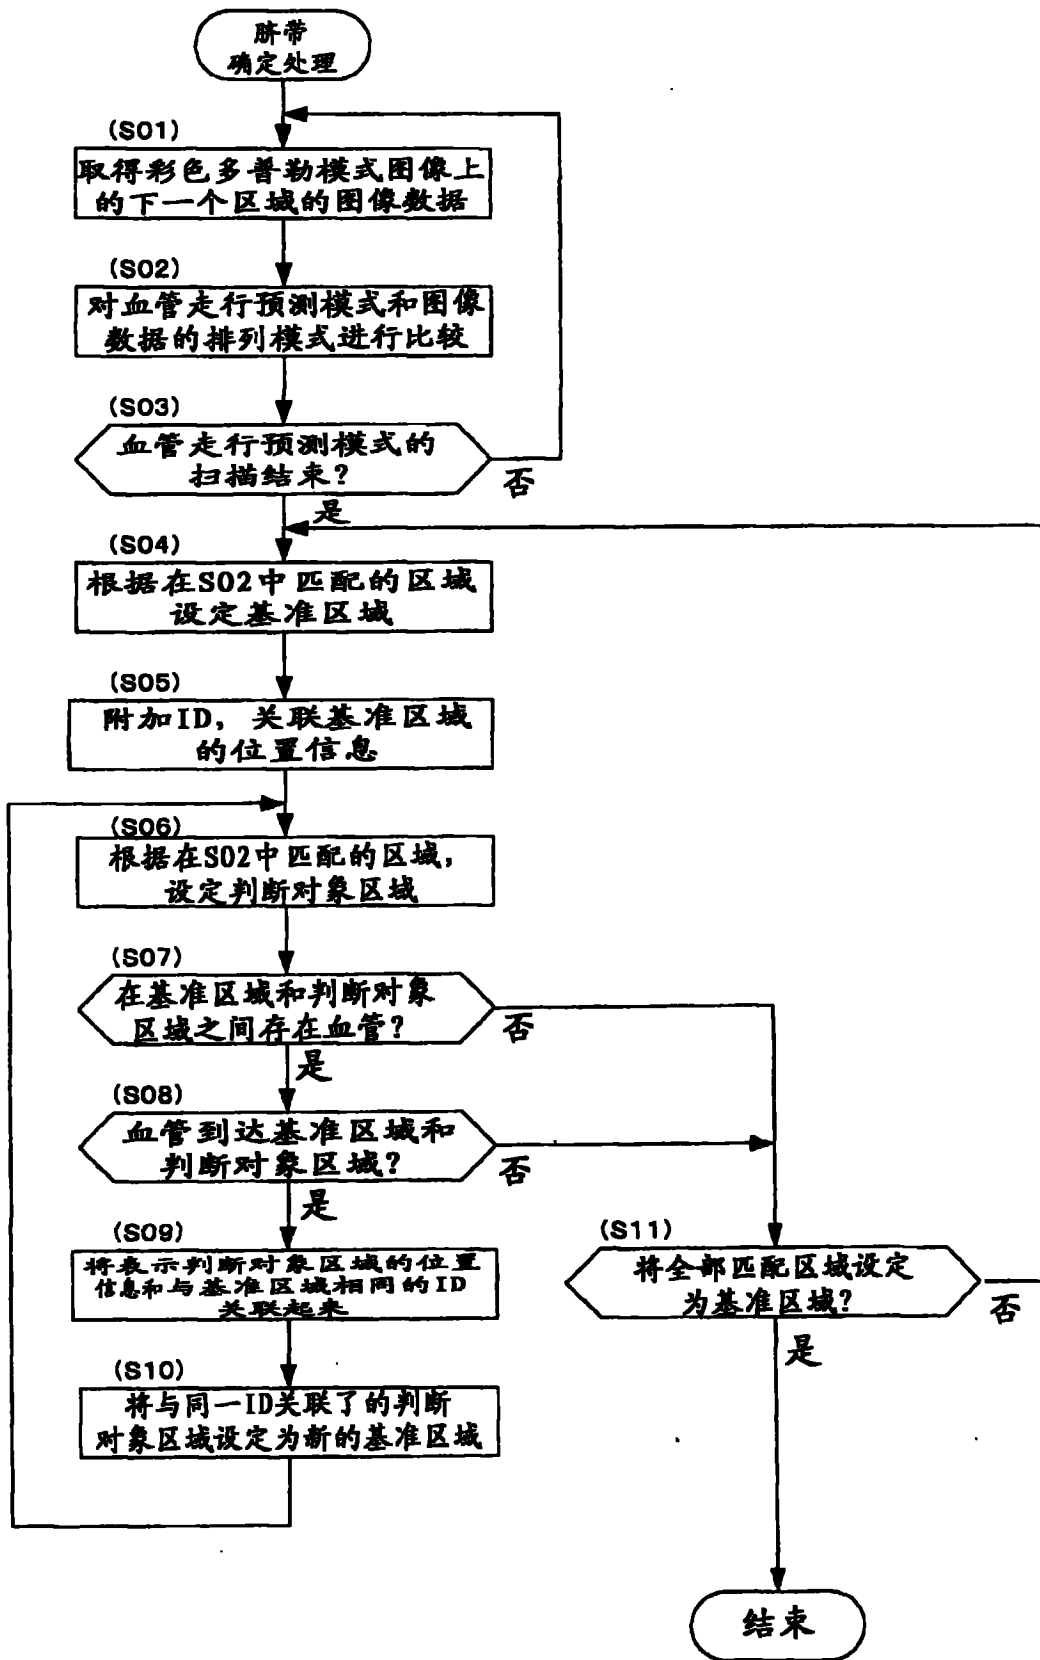 脐带
确定处理
(S01)
取得彩色多普勒模式图像上
的下一个区域的图像数据
(S02)
对血管走行预测模式和图像
数据的排列模式进行比较
(S03)
血管走行预测模式的
扫描结束?
否
是
(S04)
根据在S02中匹配的区域
设定基准区域
(S05)
附加ID, 关联基准区域
的位置信息
(S06)
根据在S02中匹配的区域,
设定判断对象区域
(S07)
在基准区域和判断对象
区域之间存在血管?
否
是
(S08)
血管到达基准区域和
判断对象区域?
否
是
(S09)
将表示判断对象区域的位置
信息和与基准区域相同的ID
关联起来
(S10)
将与同一ID关联了的判断
对象区域设定为新的基准区域
(S11)
将全部匹配区域设定
为基准区域?
否
是
结束